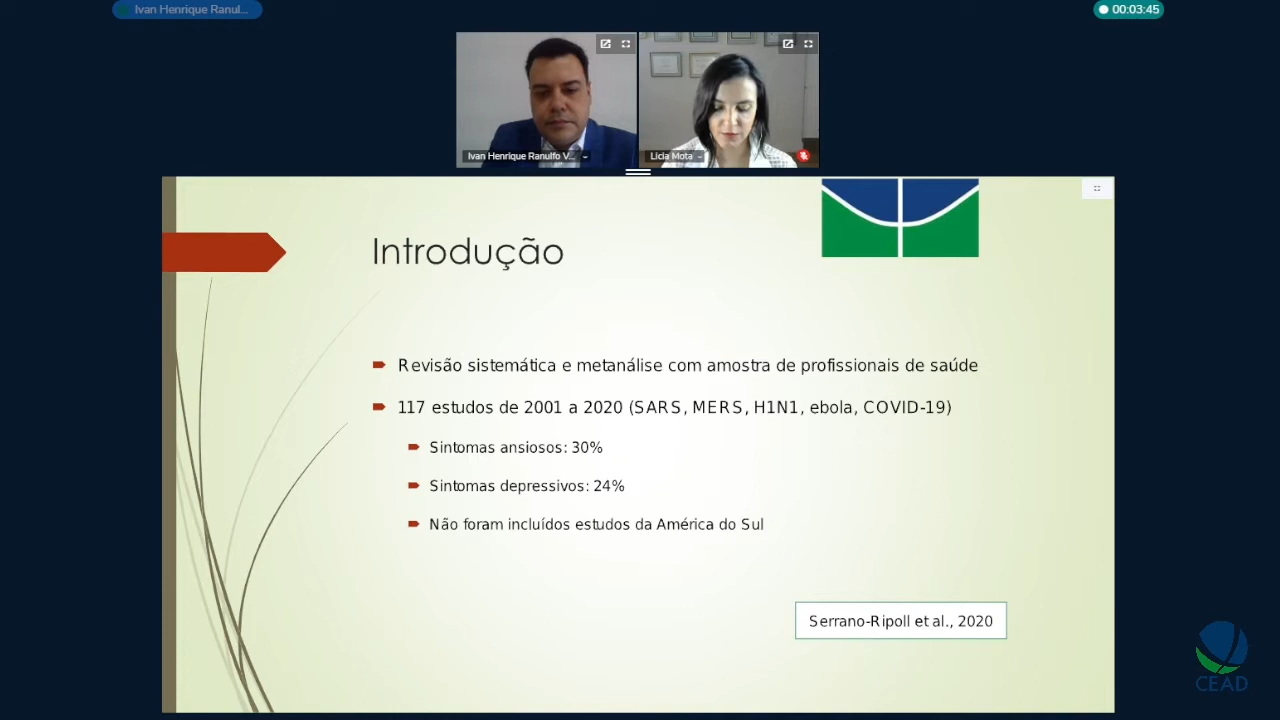 Ivan Henrique Ranul...
00:03:45
Ivan Henrique Ranulfo V...
Licia Mota
Introdução
Revisão sistemática e metanálise com amostra de profissionais de saúde
117 estudos de 2001 a 2020 (SARS, MERS, H1N1, ebola, COVID-19)
Sintomas ansiosos: 30%
Sintomas depressivos: 24%
Não foram incluídos estudos da América do Sul
Serrano-Ripoll et al., 2020
CEAD